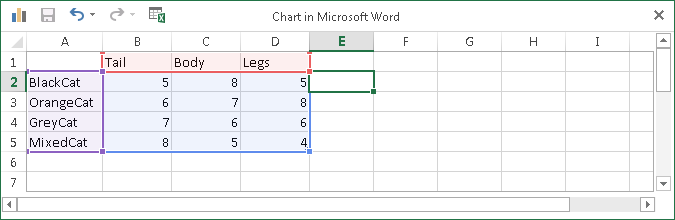 Chart in Microsoft Word
A B C D E F G H I
1 Tail Body Legs
2 BlackCat 5 8 5
3 OrangeCat 6 7 8
4 GreyCat 7 6 6
5 MixedCat 8 5 4
6
7